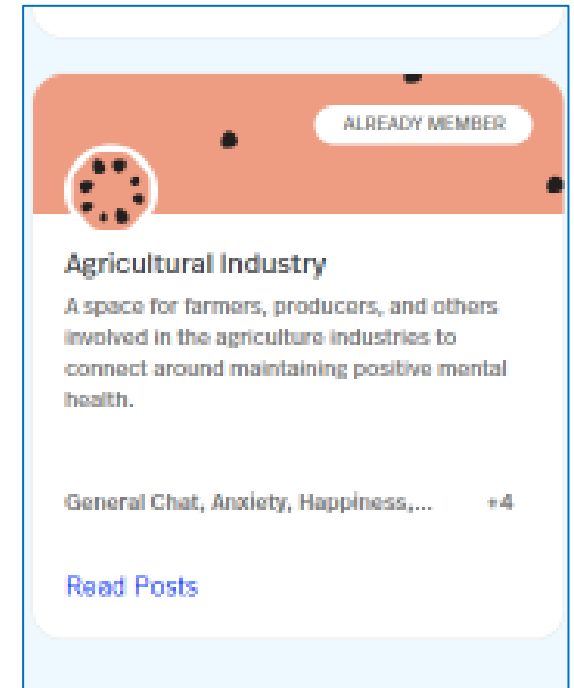 ALREADY MEMBER
Agricultural Industry
A space for farmers, producers, and others
involved in the agriculture industries to
connect around maintaining positive mental
health.
General Chat, Anxiety, Happiness,... +4
Read Posts